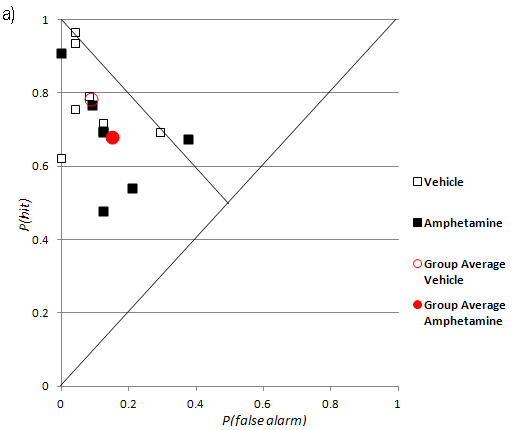 a)
1
0.8
0.6
0.4
0.2
0
P(hit)
0
0.2
0.4
0.6
0.8
1
P(false alarm)
Vehicle
Amphetamine
Group Average
Vehicle
Group Average
Amphetamine